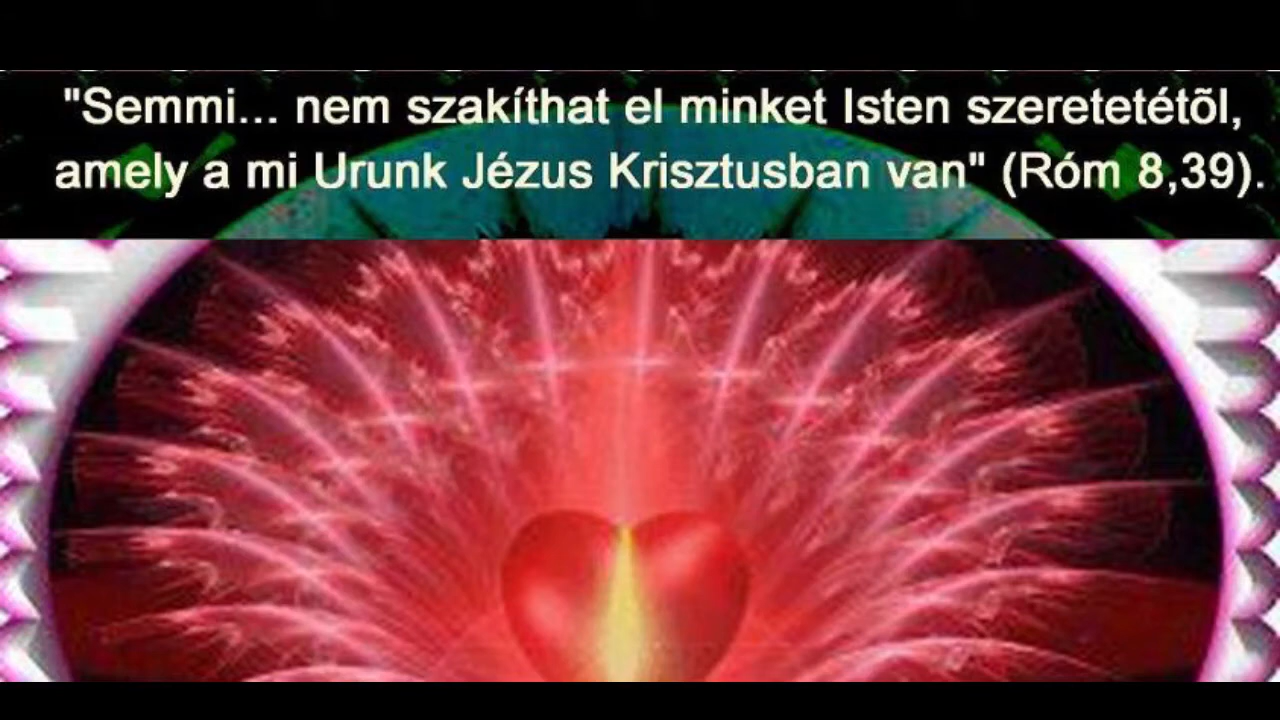 "Semmi... nem szakíthat el minket Isten szeretetétõl,
amely a mi Urunk Jézus Krisztusban van" (Róm 8,39).